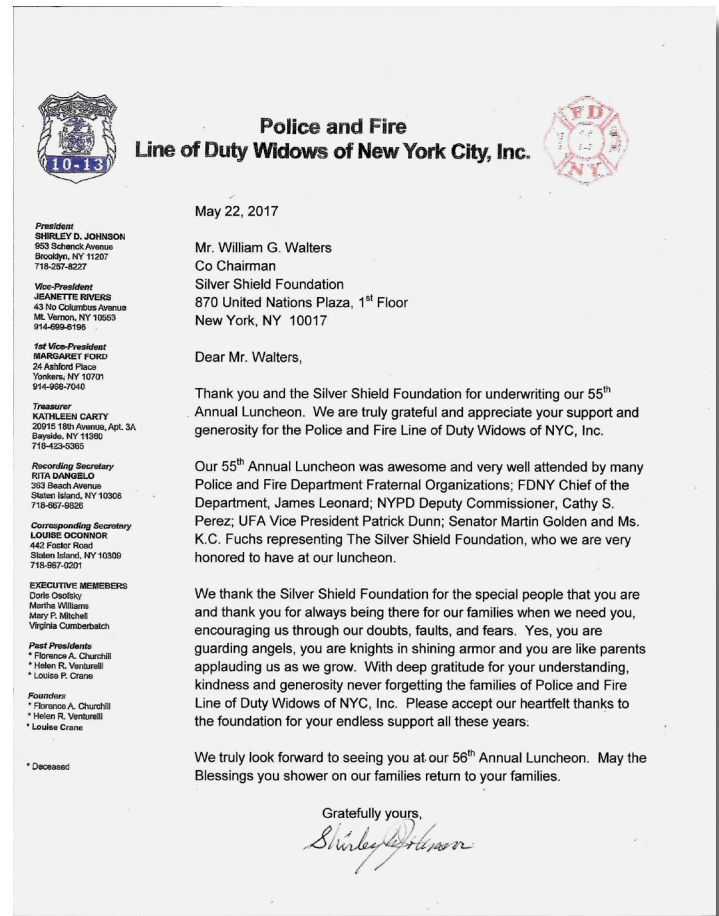 Police and Fire
Line of Duty Widows of New York City, Inc.
10-13
FD
NY
May 22, 2017
President
SHIRLEY D. JOHNSON
953 Schenck Avenue
Brooklyn, NY 11207
718-257-8227
Vice-President
JEANETTE RIVERS
43 No Columbus Avenue
Mt. Vernon, NY 10553
914-699-6196
1st Vice-President
MARGARET FORD
24 Ashford Place
Yonkers, NY 10701
914-968-7040
Treasurer
KATHLEEN CARTY
20915 18th Avenue, Apt. 3A
Bayside, NY 11360
718-423-5365
Recording Secretary
RITA DANGELO
363 Beach Avenue
Staten Island, NY 10306
718-667-9826
Corresponding Secretary
LOUISE OCONNOR
442 Foster Road
Staten Island, NY 10309
718-967-0201
EXECUTIVE MEMEBERS
Doris Osofsky
Martha Williams
Mary P. Mitchell
Virginia Cumberbatch
Past Presidents
* Florence A. Churchill
* Helen R. Venturelli
* Louise P. Crane
Founders
* Florence A. Churchill
* Helen R. Venturelli
* Louise Crane
* Deceased
Mr. William G. Walters
Co Chairman
Silver Shield Foundation
870 United Nations Plaza, 1st Floor
New York, NY 10017
Dear Mr. Walters,
Thank you and the Silver Shield Foundation for underwriting our 55th
Annual Luncheon. We are truly grateful and appreciate your support and
generosity for the Police and Fire Line of Duty Widows of NYC, Inc.
Our 55th Annual Luncheon was awesome and very well attended by many
Police and Fire Department Fraternal Organizations; FDNY Chief of the
Department, James Leonard; NYPD Deputy Commissioner, Cathy S.
Perez; UFA Vice President Patrick Dunn; Senator Martin Golden and Ms.
K.C. Fuchs representing The Silver Shield Foundation, who we are very
honored to have at our luncheon.
We thank the Silver Shield Foundation for the special people that you are
and thank you for always being there for our families when we need you,
encouraging us through our doubts, faults, and fears. Yes, you are
guarding angels, you are knights in shining armor and you are like parents
applauding us as we grow. With deep gratitude for your understanding,
kindness and generosity never forgetting the families of Police and Fire
Line of Duty Widows of NYC, Inc. Please accept our heartfelt thanks to
the foundation for your endless support all these years.
We truly look forward to seeing you at our 56th Annual Luncheon. May the
Blessings you shower on our families return to your families.
Gratefully yours,
Shirley D Johnson